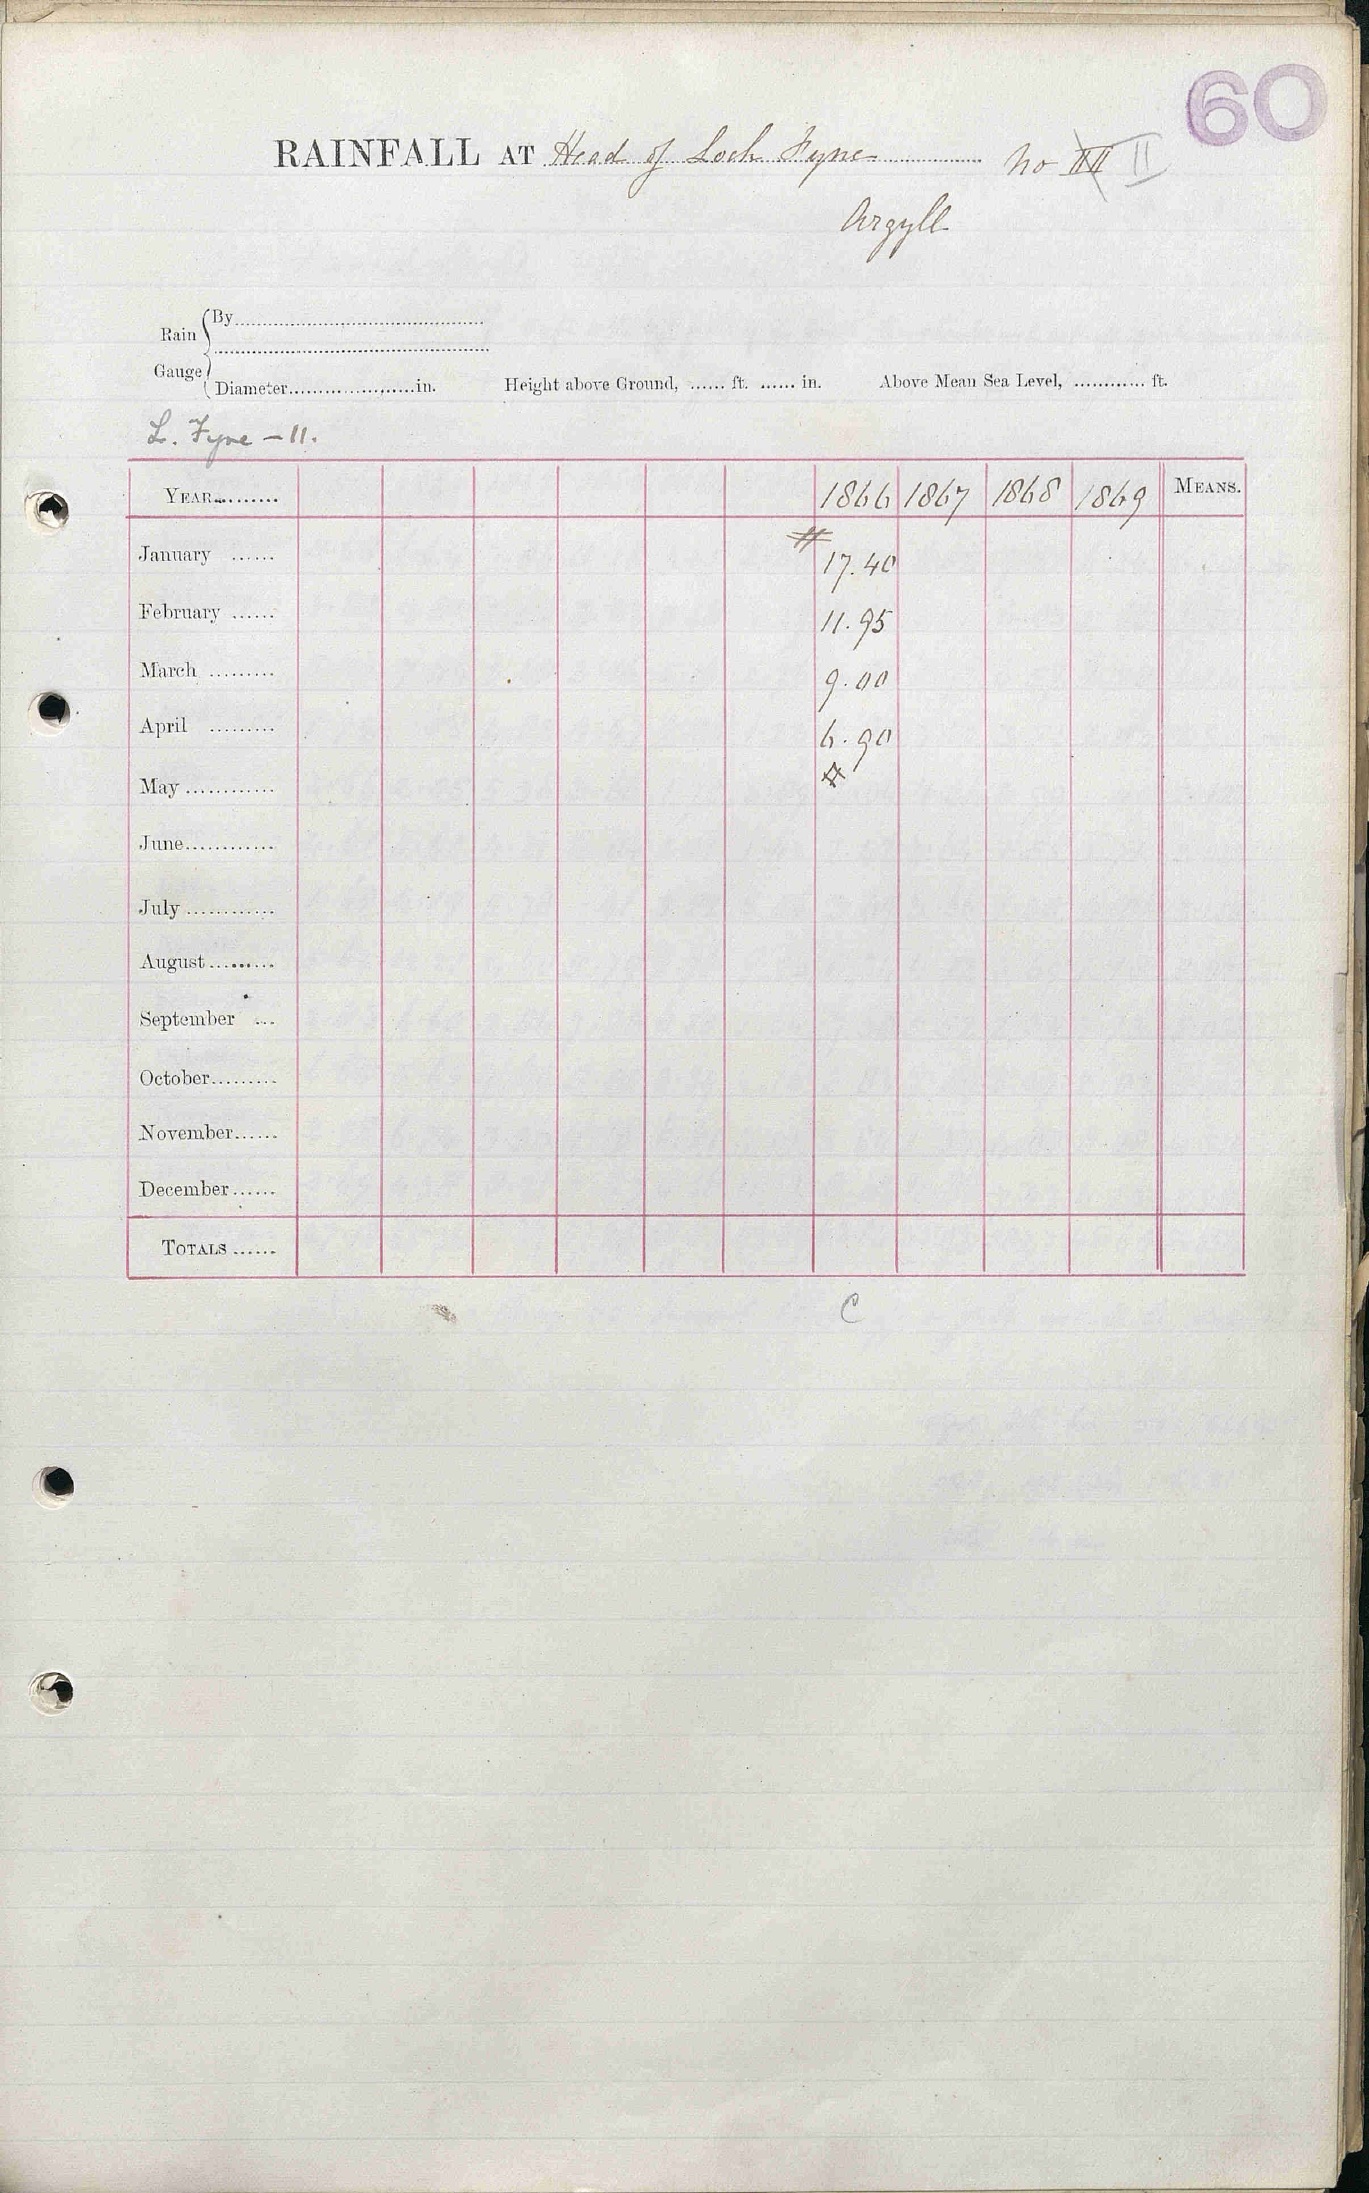 60
RAINFALL AT Head of Loch Fyne No III II
Argyll
Rain Gauge
By
Diameter in. Height above Ground, ft. in. Above Mean Sea Level, ft.
L. Fyne - 11.
YEAR 1866 1867 1868 1869 MEANS.
January 17.40
February 11.95
March 9.00
April 6.90
May #
June
July
August
September
October
November
December
TOTALS
C